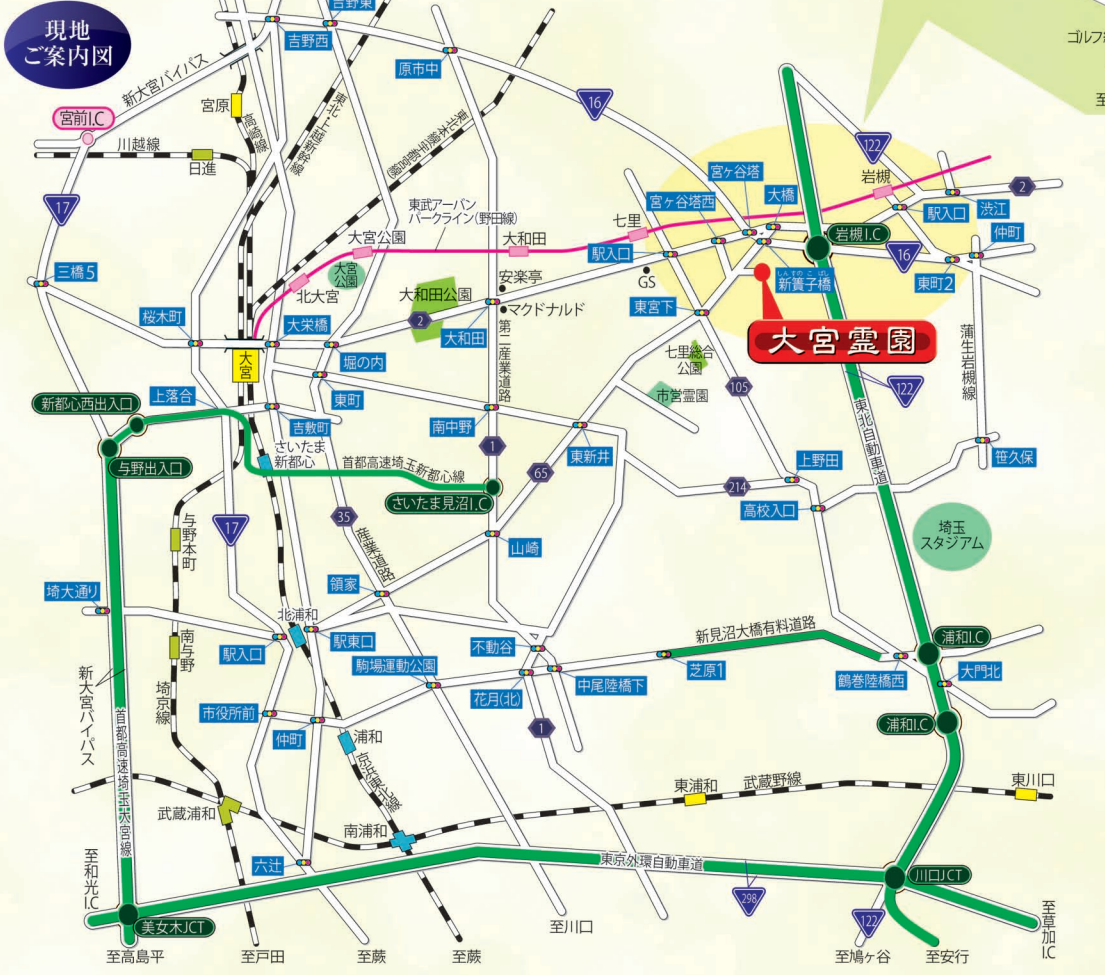 現地
ご案内図
吉野東
吉野西
原市中
新大宮バイパス
宮原
高崎線
東北・上越新幹線
東北本線(宇都宮線)
ゴルフ
至
宮前I.C
川越線
日進
17
16
122
宮ヶ谷塔
大橋
岩槻
2
宮ヶ谷塔西
駅入口
渋江
東武アーバン
パークライン(野田線)
七里
大宮公園
大和田
駅入口
岩槻I.C
仲町
16
三橋5
大宮
公園
北大宮
安楽亭
GS
しんすのこばし
新簀子橋
東町2
大和田公園
マクドナルド
東宮下
桜木町
大栄橋
2
大和田
第二産業道路
大宮霊園
大宮
堀の内
七里総合
公園
蒲生岩槻線
東町
市営霊園
105
122
新都心西出入口
上落合
吉敷町
南中野
東北自動車道
与野出入口
さいたま
新都心
1
東新井
笹久保
首都高速埼玉新都心線
65
上野田
さいたま見沼I.C
214
高校入口
17
35
産業道路
埼玉
スタジアム
与野本町
山崎
埼大通り
領家
北浦和
新見沼大橋有料道路
南与野
駅入口
駅東口
不動谷
浦和I.C
駒場運動公園
芝原1
新大宮バイパス
埼京線
花月(北)
中尾陸橋下
鶴巻陸橋西
大門北
首都高速埼玉大宮線
市役所前
仲町
1
浦和I.C
浦和
京浜東北線
東浦和
武蔵野線
東川口
武蔵浦和
南浦和
至和光I.C
六辻
東京外環自動車道
川口JCT
298
美女木JCT
122
至草加I.C
至高島平
至戸田
至蕨
至蕨
至川口
至鳩ヶ谷
至安行